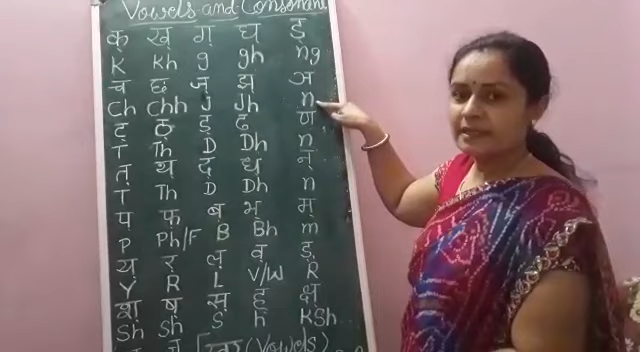 Vowels and Consonant
क् ख् ग् घ् ङ्
K Kh g gh ng
च् छ् ज् झ् ञ
Ch Chh J Jh n
ट् ठ् ड् ढ् ण
T Th D Dh n
त् थ् द् ध् न्
T Th D Dh n
प् फ् ब् भ् म्
P Ph/F B Bh m
य् र् ल् व् ड़्
Y R L V/W R
श् ष् स् ह् क्ष्
Sh Sh S h KSh
स्वर (Vowels)